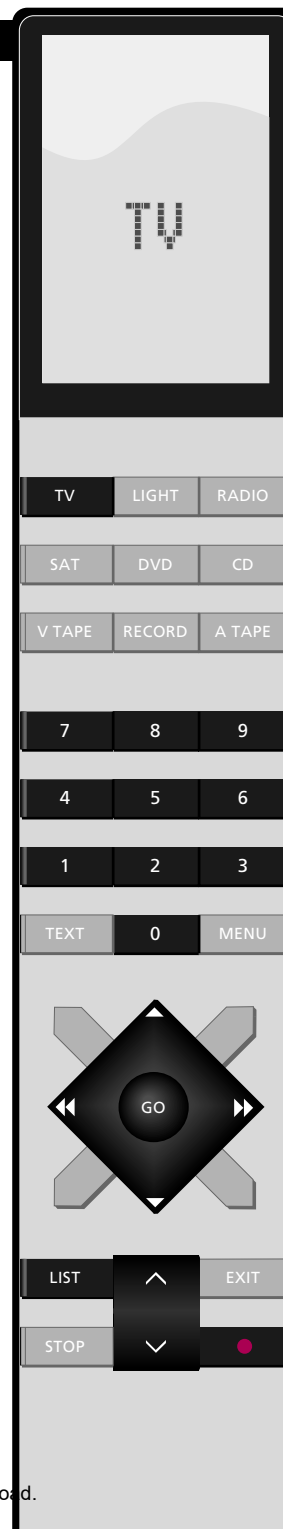 TV
TV LIGHT RADIO
SAT DVD CD
V TAPE RECORD A TAPE
7 8 9
4 5 6
1 2 3
TEXT 0 MENU
GO
LIST EXIT
STOP